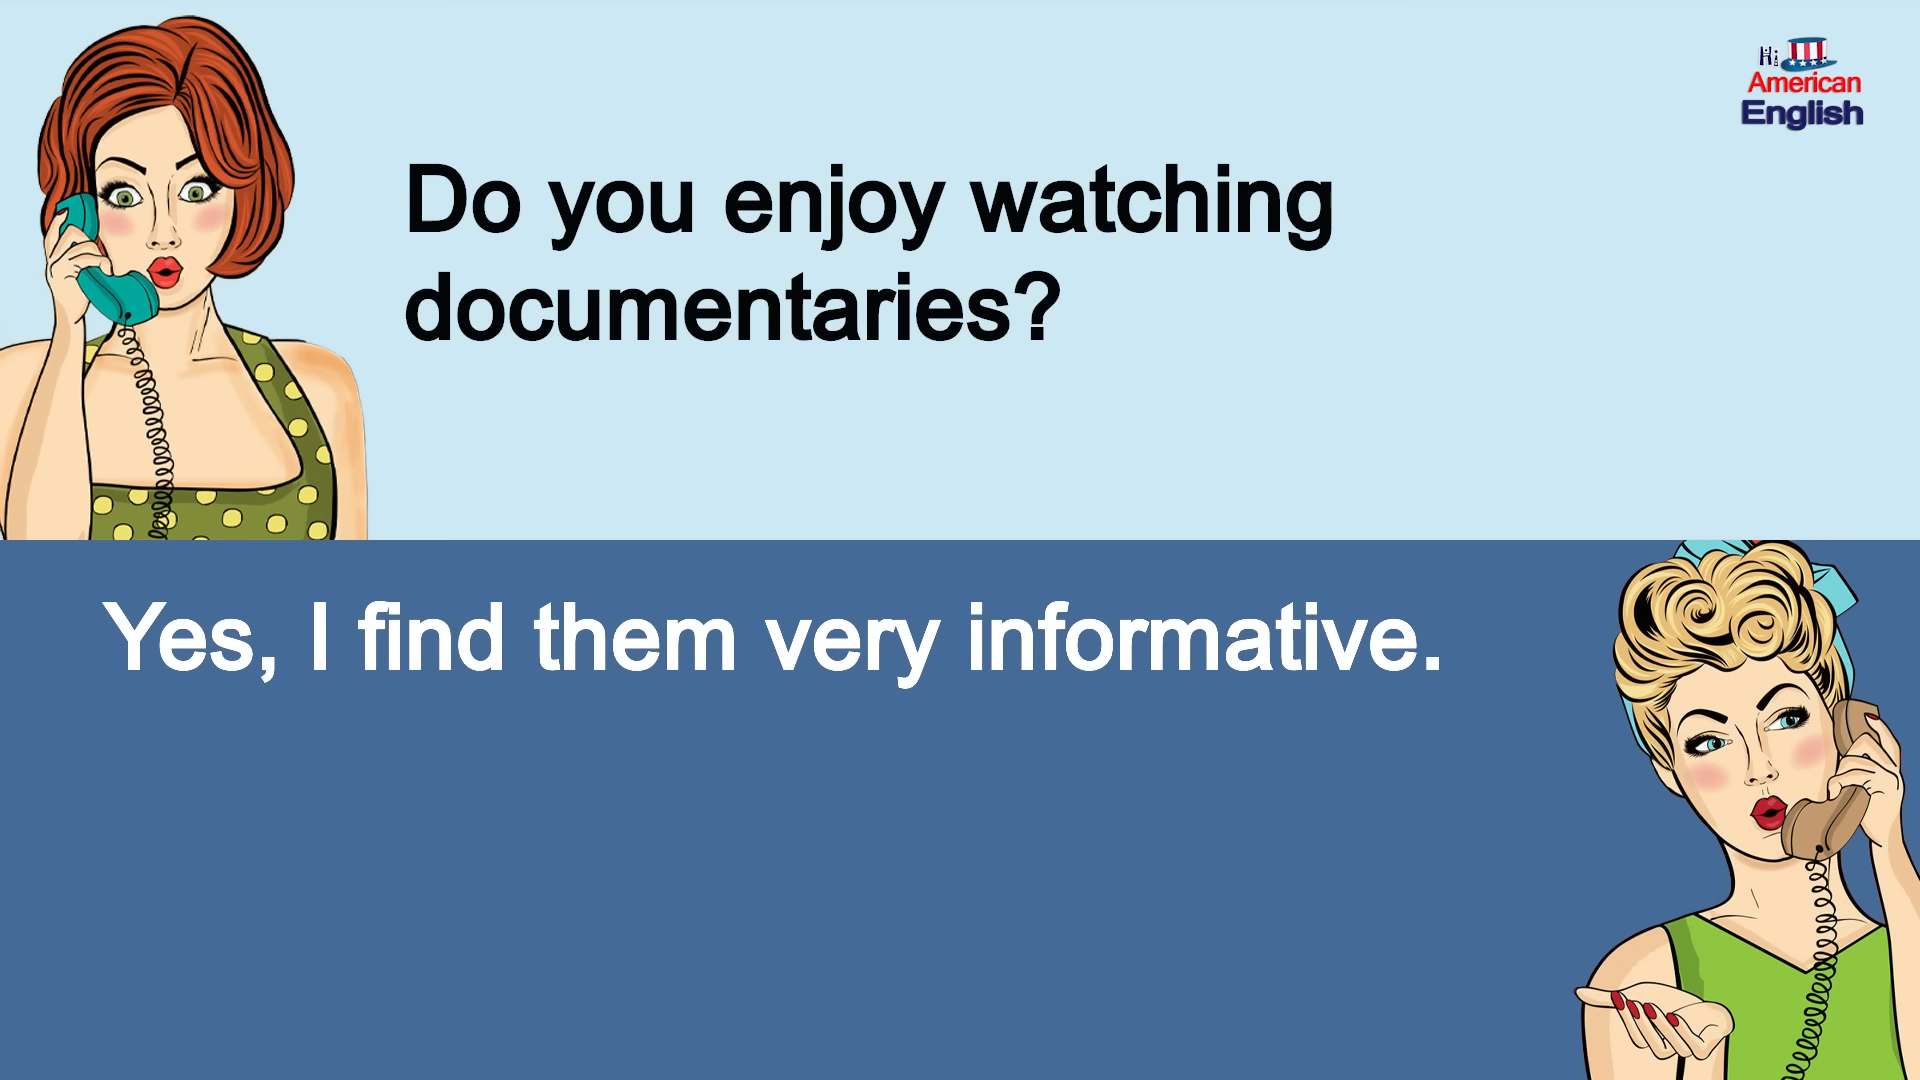 Hi
American
English
Do you enjoy watching
documentaries?
Yes, I find them very informative.